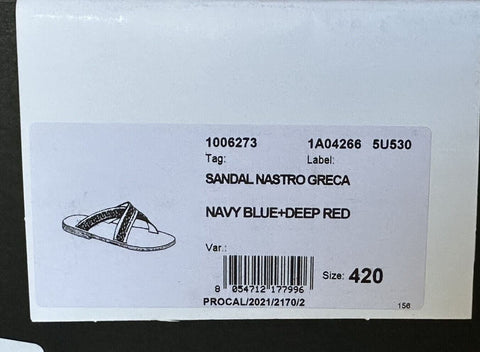 1006273 1A04266 5U530
Tag: Label:
SANDAL NASTRO GRECA
NAVY BLUE+DEEP RED
Var.:
8 054712 177996 Size: 420
PROCAL/2021/2170/2
156